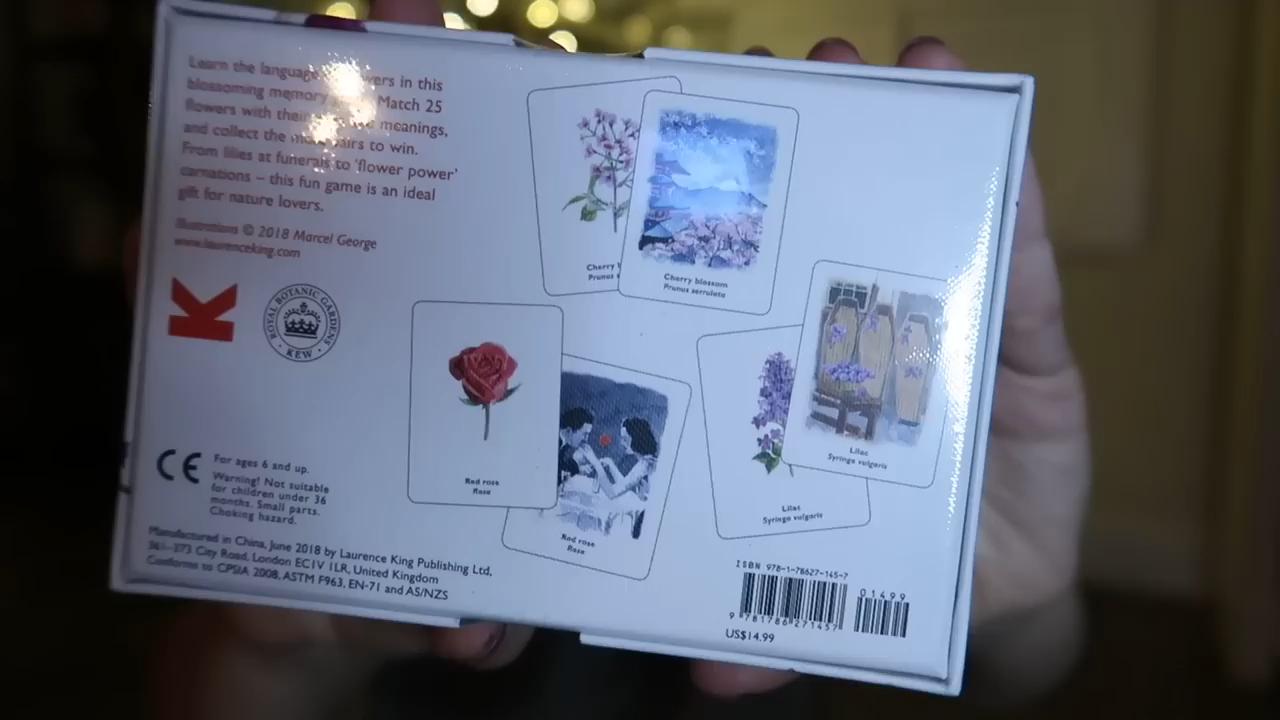 Learn the language flowers in this
blossoming memory Match 25
flowers with their meanings,
and collect the pairs to win.
From lilies at funerals to 'flower power'
carnations – this fun game is an ideal
gift for nature lovers.
Illustrations © 2018 Marcel George
www.laurenceking.com
K
ROYAL BOTANIC GARDENS
KEW
CE
For ages 6 and up.
Warning! Not suitable
for children under 36
months. Small parts.
Choking hazard.
Manufactured in China, June 2018 by Laurence King Publishing Ltd,
361–373 City Road, London EC1V 1LR, United Kingdom
Conforms to CPSIA 2008, ASTM F963, EN-71 and AS/NZS
Cherry
Prunus
Cherry blossom
Prunus serrulata
Red rose
Rosa
Red rose
Rosa
Lilac
Syringa vulgaris
Lilac
Syringa vulgaris
ISBN 978-1-78627-145-7
01499
9 781786 271457
US$14.99